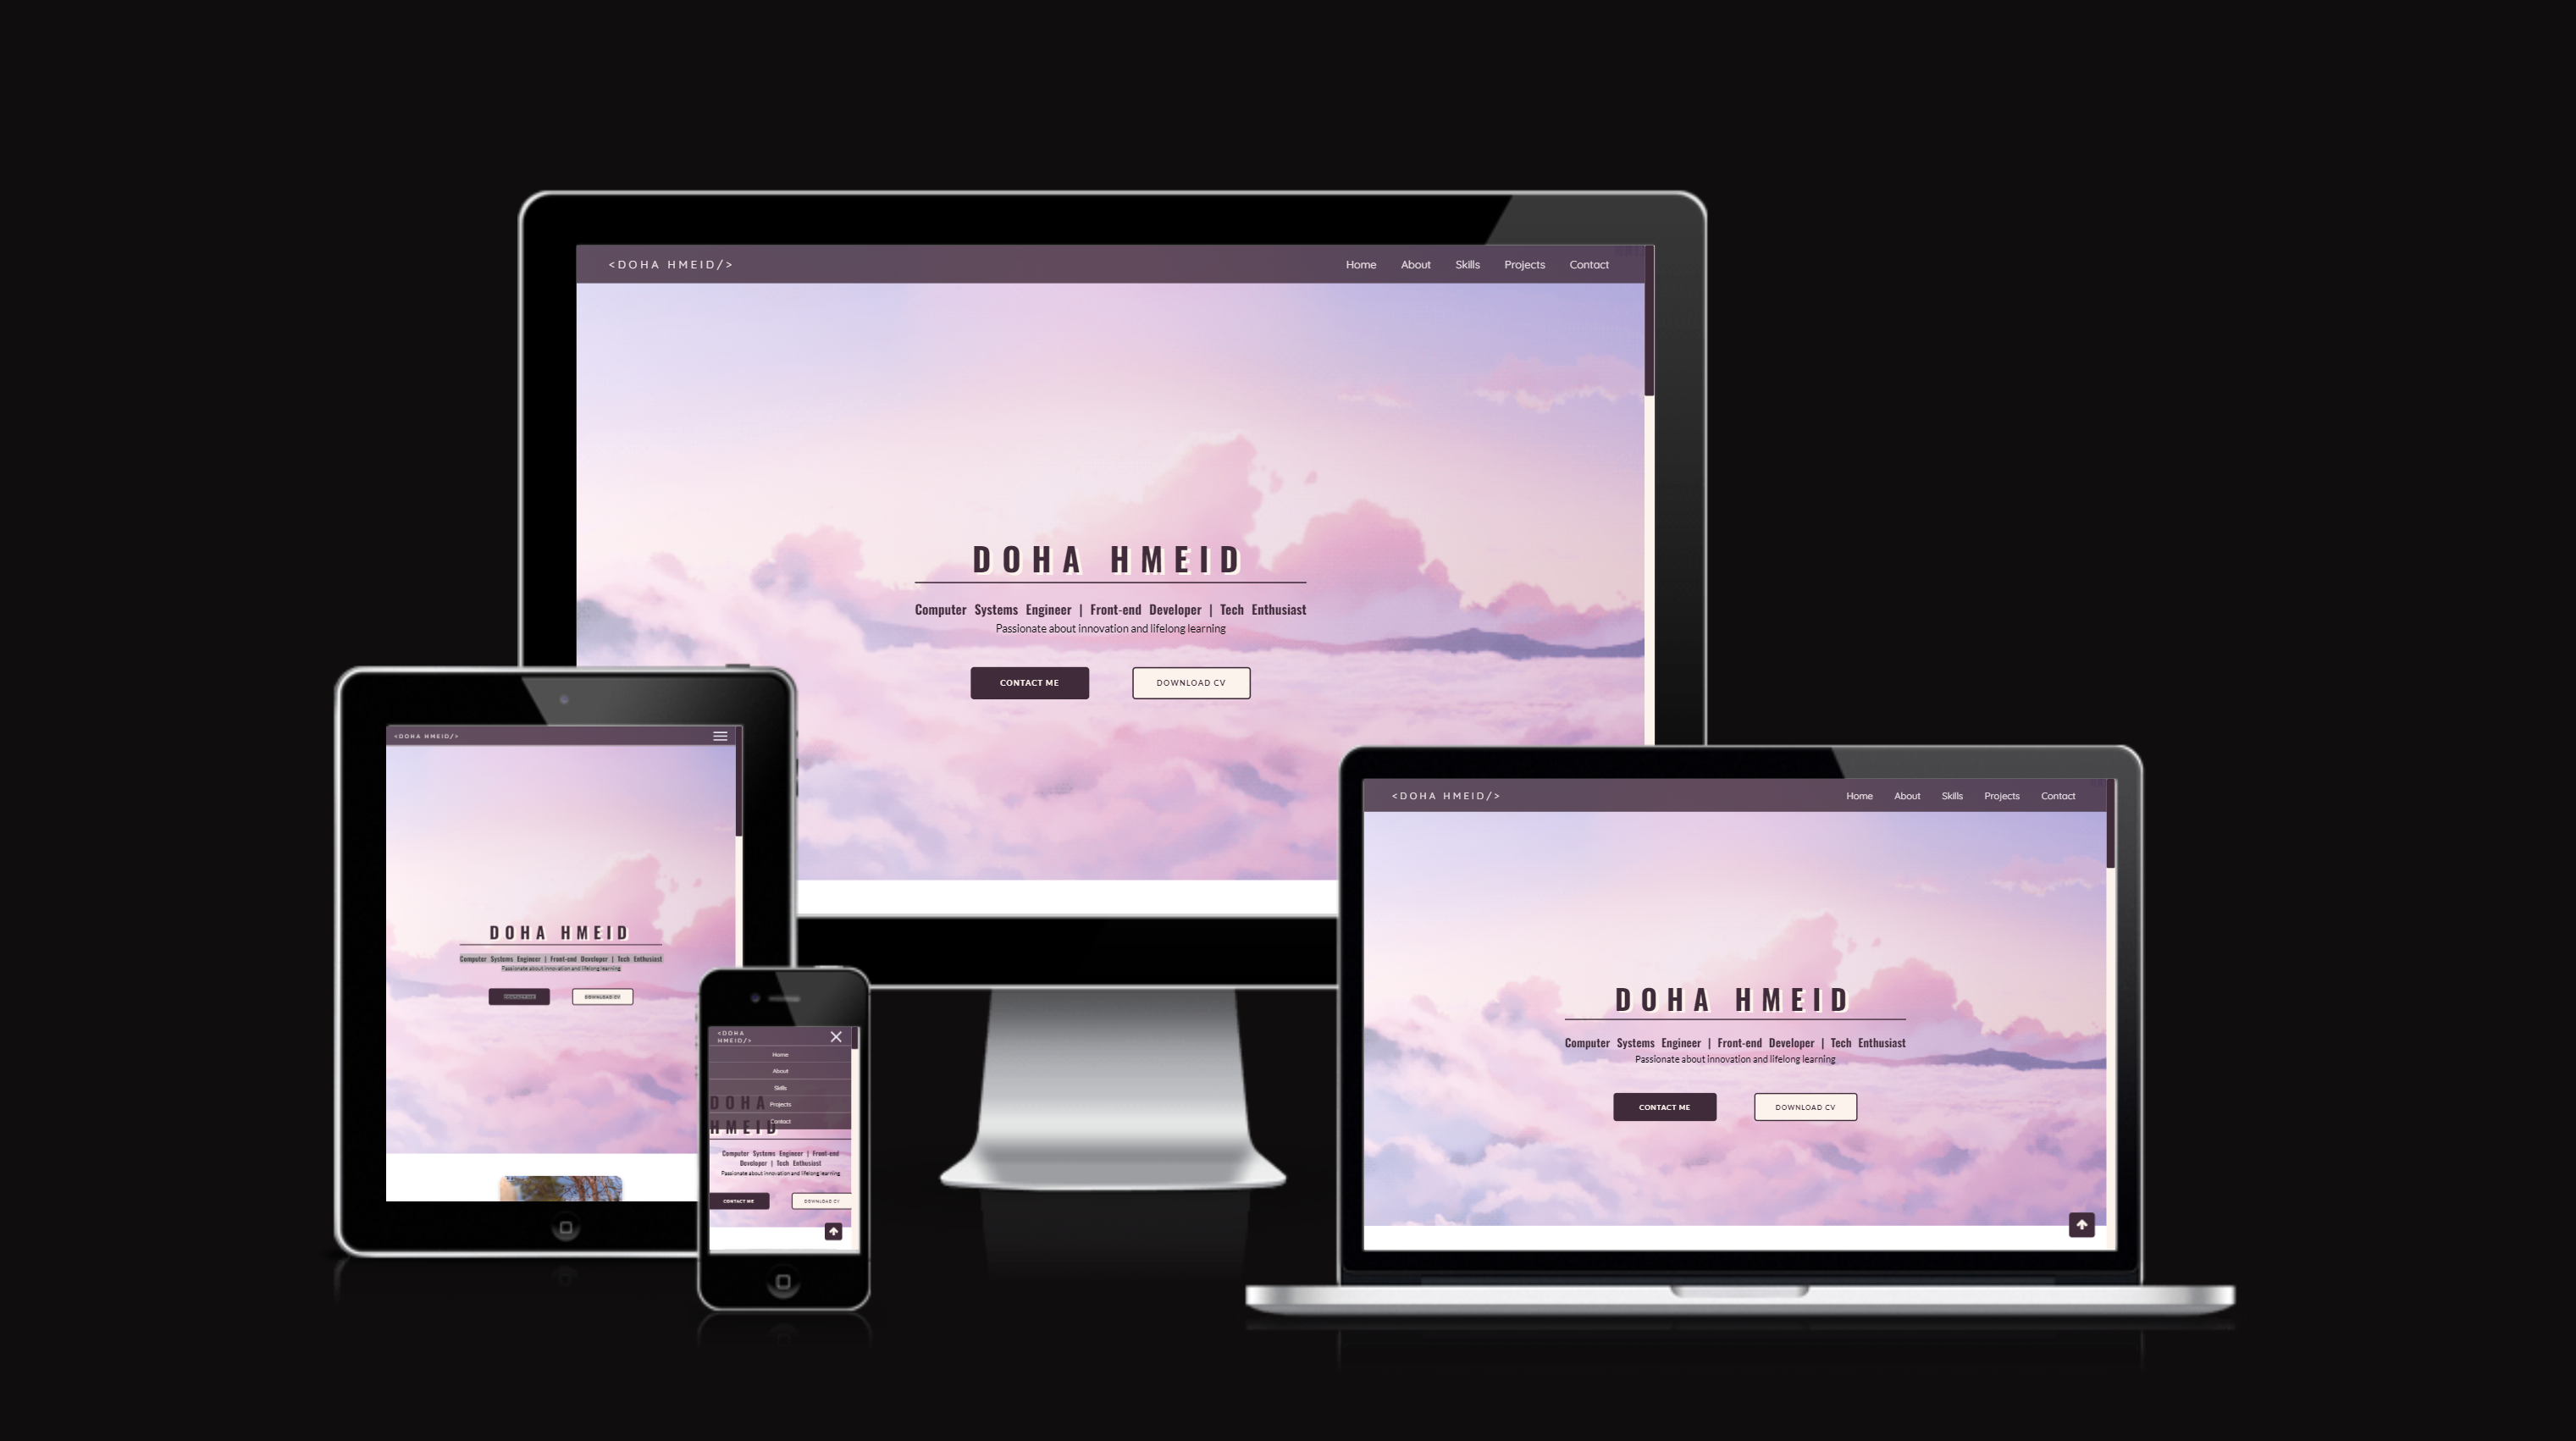 <DOHA HMEID/> Home About Skills Projects Contact
DOHA HMEID
Computer Systems Engineer | Front-end Developer | Tech Enthusiast
Passionate about innovation and lifelong learning
CONTACT ME DOWNLOAD CV
<DOHA HMEID/>
DOHA HMEID
Computer Systems Engineer | Front-end Developer | Tech Enthusiast
Passionate about innovation and lifelong learning
CONTACT ME DOWNLOAD CV
<DOHA
HMEID/>
Home
About
Skills
Projects
Contact
DOHA
HMEID
Computer Systems Engineer | Front-end
Developer | Tech Enthusiast
Passionate about innovation and lifelong learning
CONTACT ME DOWNLOAD CV
<DOHA HMEID/> Home About Skills Projects Contact
DOHA HMEID
Computer Systems Engineer | Front-end Developer | Tech Enthusiast
Passionate about innovation and lifelong learning
CONTACT ME DOWNLOAD CV